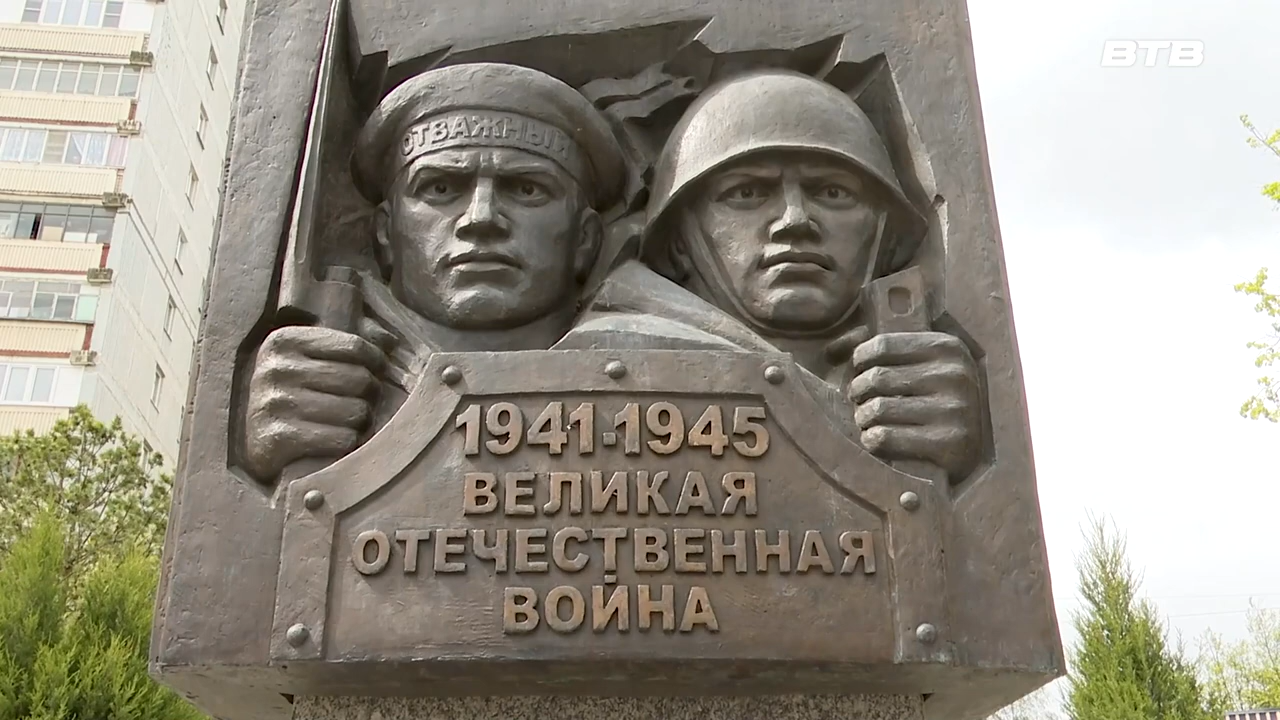 ВТВ
ОТВАЖНЫЙ
1941-1945
ВЕЛИКАЯ
ОТЕЧЕСТВЕННАЯ
ВОЙНА